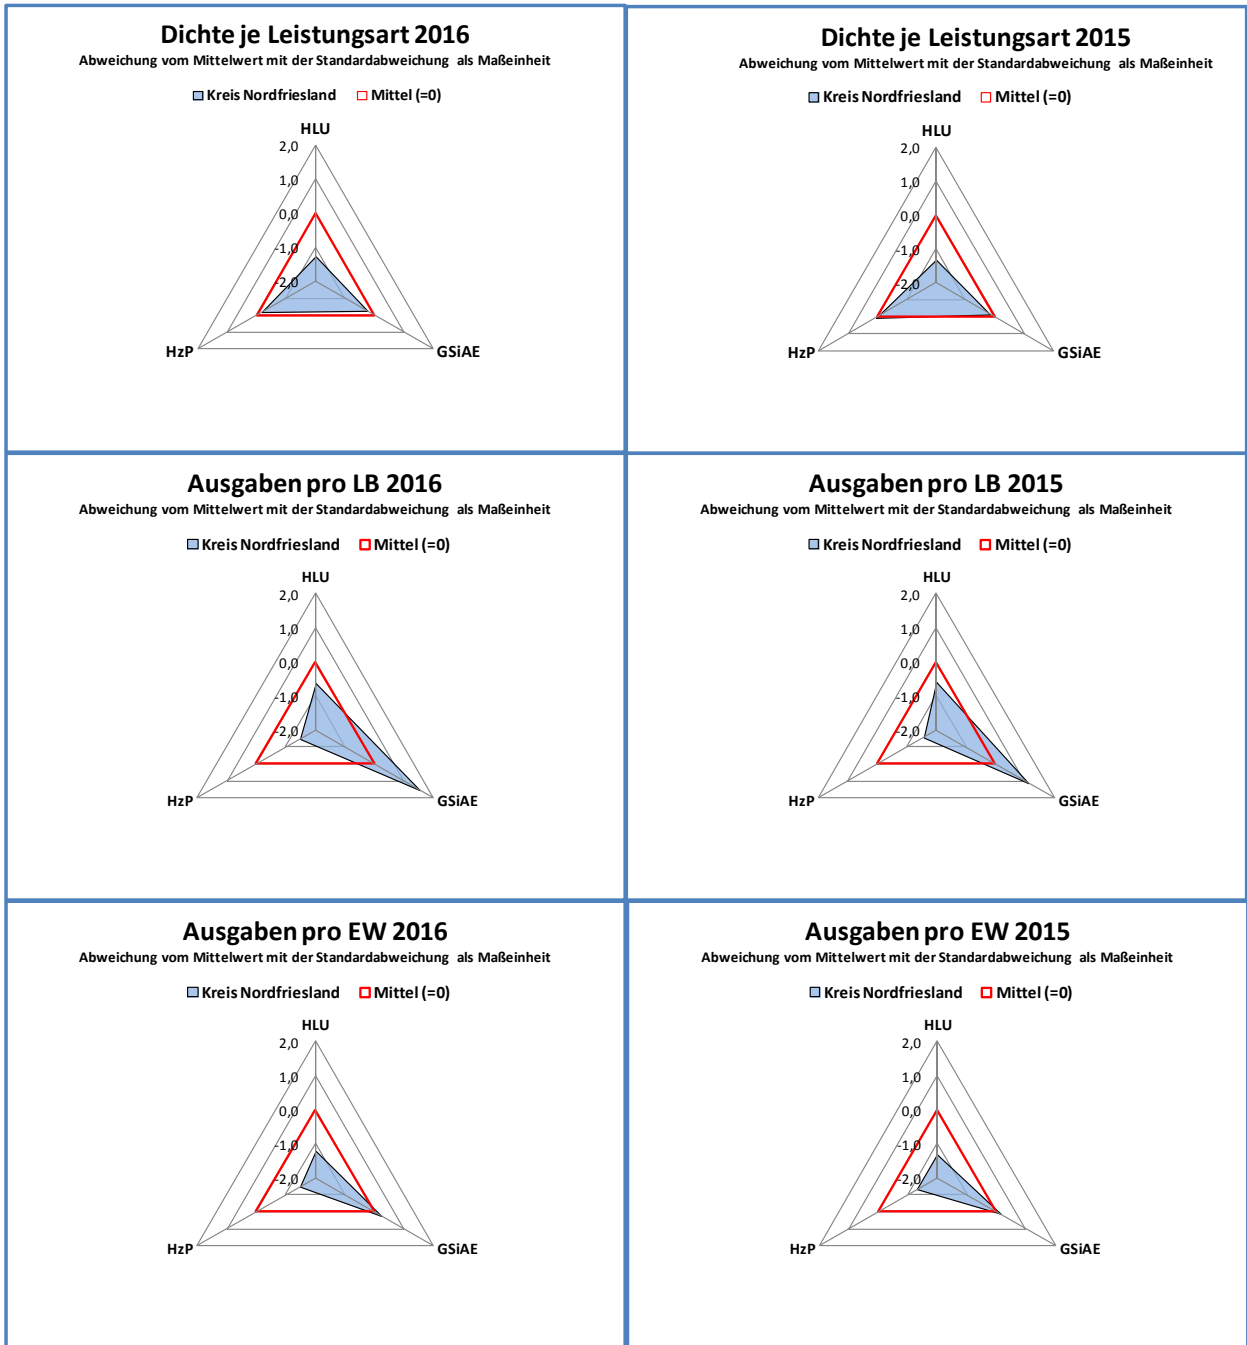 Dichte je Leistungsart 2016
Abweichung vom Mittelwert mit der Standardabweichung als Maßeinheit
Kreis Nordfriesland Mittel (=0)
HLU
2,0
1,0
0,0
-1,0
-2,0
HzP
GSiAE
Dichte je Leistungsart 2015
Abweichung vom Mittelwert mit der Standardabweichung als Maßeinheit
Kreis Nordfriesland Mittel (=0)
HLU
2,0
1,0
0,0
-1,0
-2,0
HzP
GSiAE
Ausgaben pro LB 2016
Abweichung vom Mittelwert mit der Standardabweichung als Maßeinheit
Kreis Nordfriesland Mittel (=0)
HLU
2,0
1,0
0,0
-1,0
-2,0
HzP
GSiAE
Ausgaben pro LB 2015
Abweichung vom Mittelwert mit der Standardabweichung als Maßeinheit
Kreis Nordfriesland Mittel (=0)
HLU
2,0
1,0
0,0
-1,0
-2,0
HzP
GSiAE
Ausgaben pro EW 2016
Abweichung vom Mittelwert mit der Standardabweichung als Maßeinheit
Kreis Nordfriesland Mittel (=0)
HLU
2,0
1,0
0,0
-1,0
-2,0
HzP
GSiAE
Ausgaben pro EW 2015
Abweichung vom Mittelwert mit der Standardabweichung als Maßeinheit
Kreis Nordfriesland Mittel (=0)
HLU
2,0
1,0
0,0
-1,0
-2,0
HzP
GSiAE